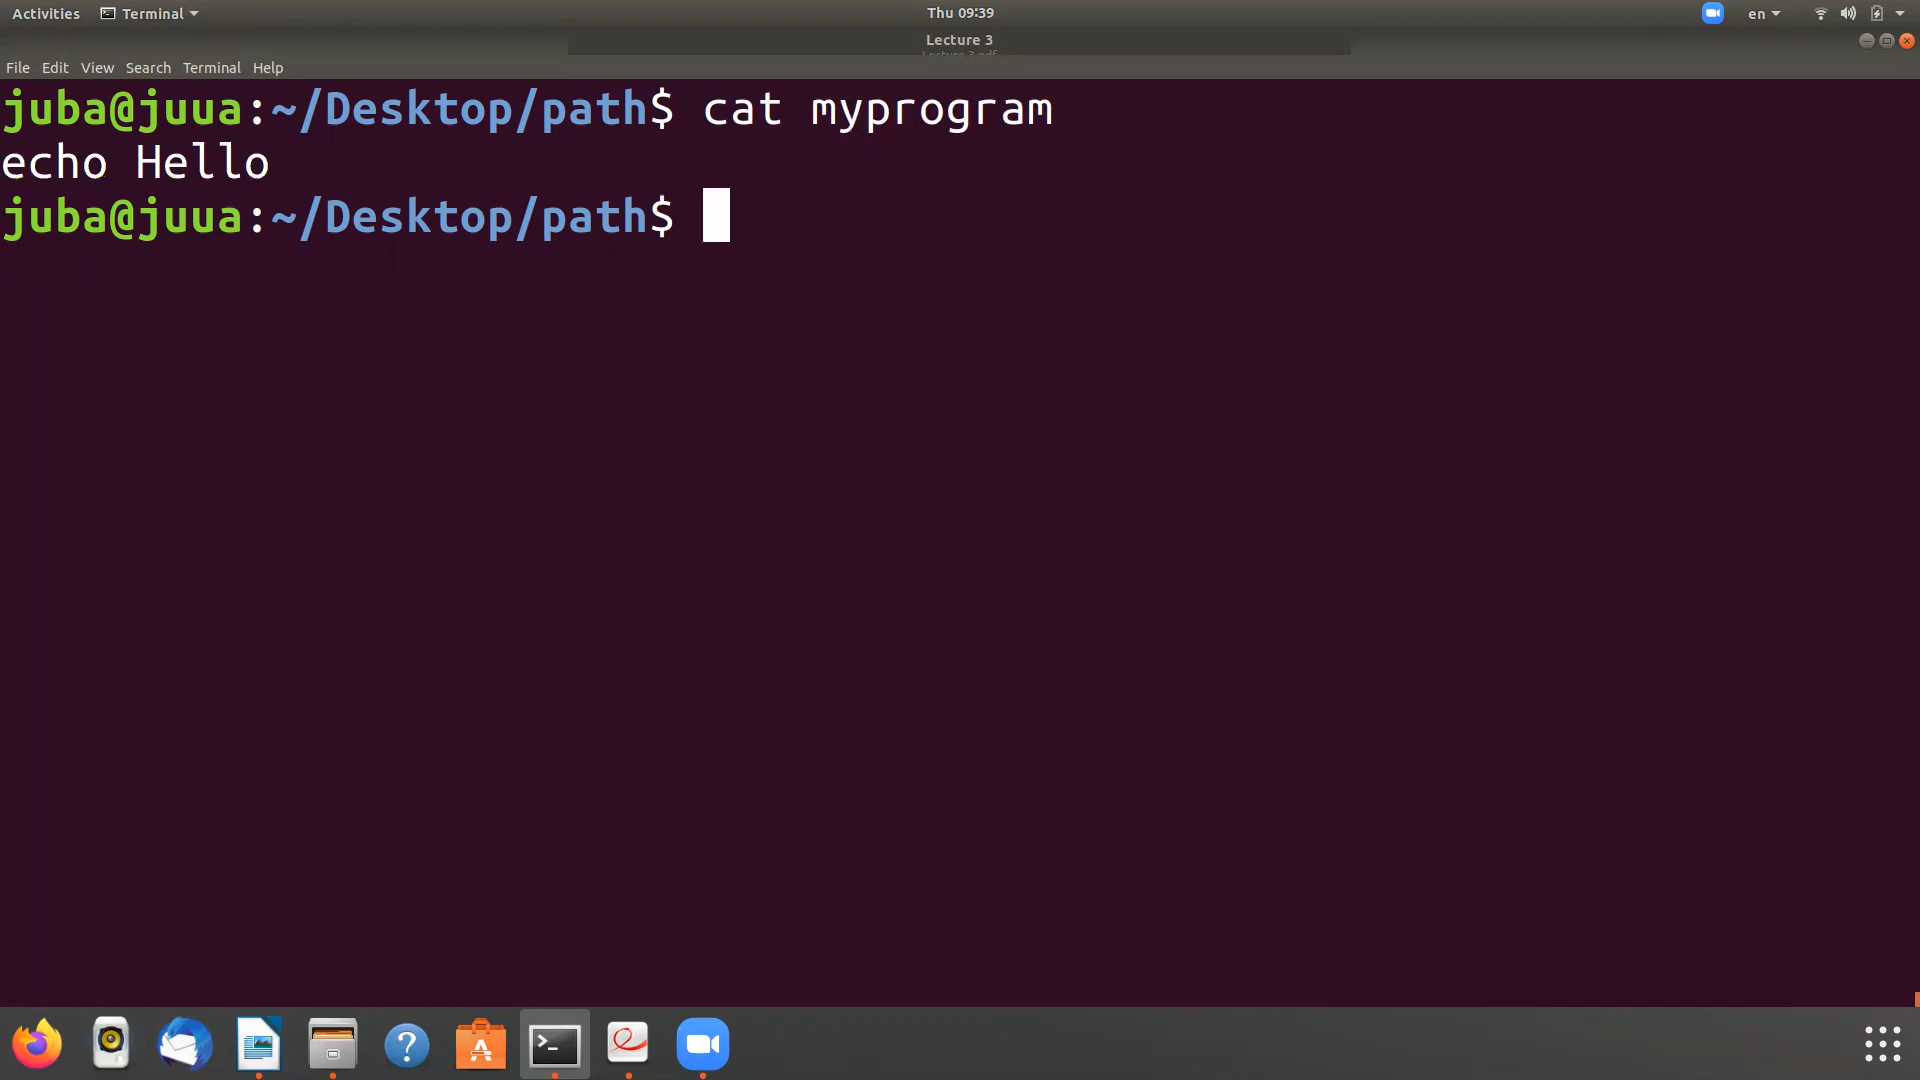 Activities Terminal Thu 09:39 en
Lecture 3
File Edit View Search Terminal Help
juba@juua:~/Desktop/path$ cat myprogram
echo Hello
juba@juua:~/Desktop/path$